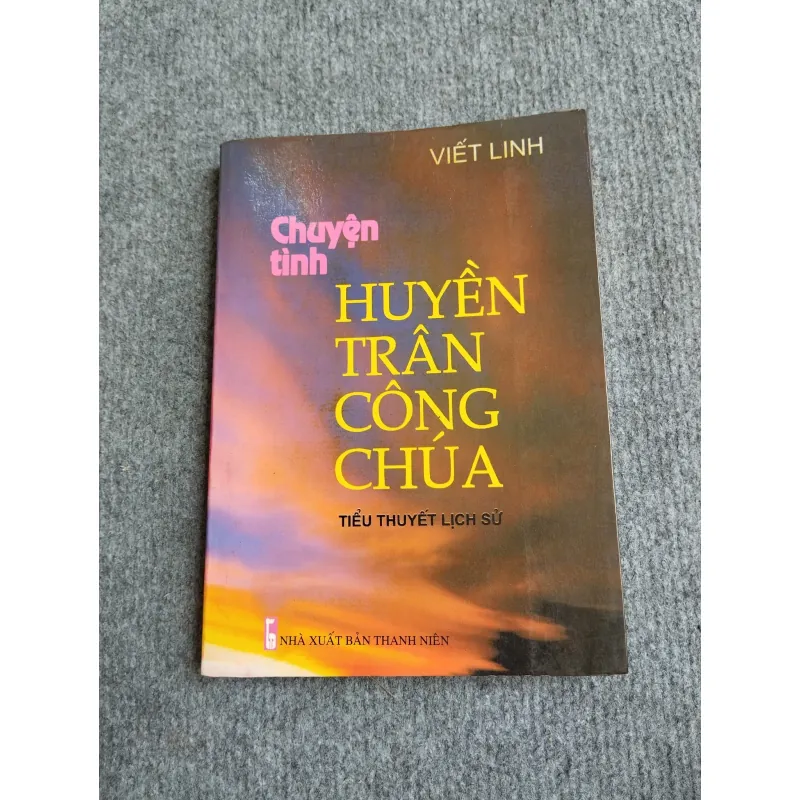 VIẾT LINH
Chuyện
tình
HUYỀN
TRÂN
CÔNG
CHÚA
TIỂU THUYẾT LỊCH SỬ
NHÀ XUẤT BẢN THANH NIÊN